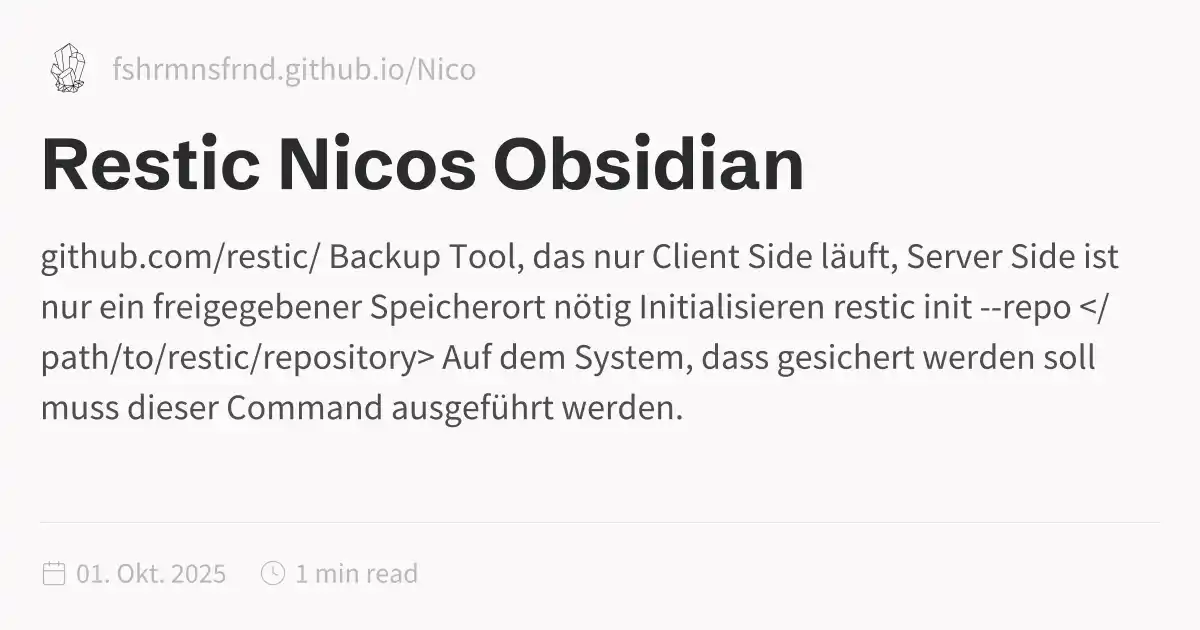 fshrmnsfrnd.github.io/Nico
Restic Nicos Obsidian
github.com/restic/ Backup Tool, das nur Client Side läuft, Server Side ist
nur ein freigegebener Speicherort nötig Initialisieren restic init --repo </
path/to/restic/repository> Auf dem System, dass gesichert werden soll
muss dieser Command ausgeführt werden.
01. Okt. 2025 1 min read